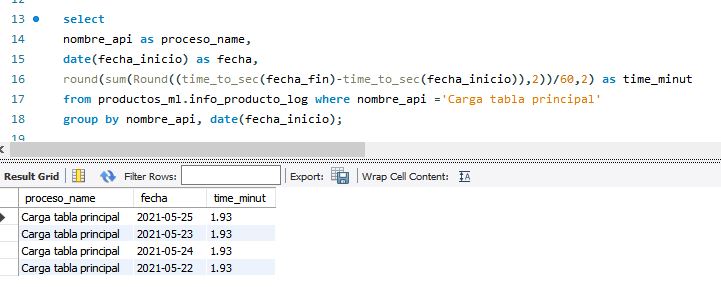 12
13 select
14 nombre_api as proceso_name,
15 date(fecha_inicio) as fecha,
16 round(sum(Round((time_to_sec(fecha_fin)-time_to_sec(fecha_inicio)),2))/60,2) as time_minut
17 from productos_ml.info_producto_log where nombre_api ='Carga tabla principal'
18 group by nombre_api, date(fecha_inicio);
19
Result Grid Filter Rows: Export: Wrap Cell Content: IA
proceso_name fecha time_minut
Carga tabla principal 2021-05-25 1.93
Carga tabla principal 2021-05-23 1.93
Carga tabla principal 2021-05-24 1.93
Carga tabla principal 2021-05-22 1.93